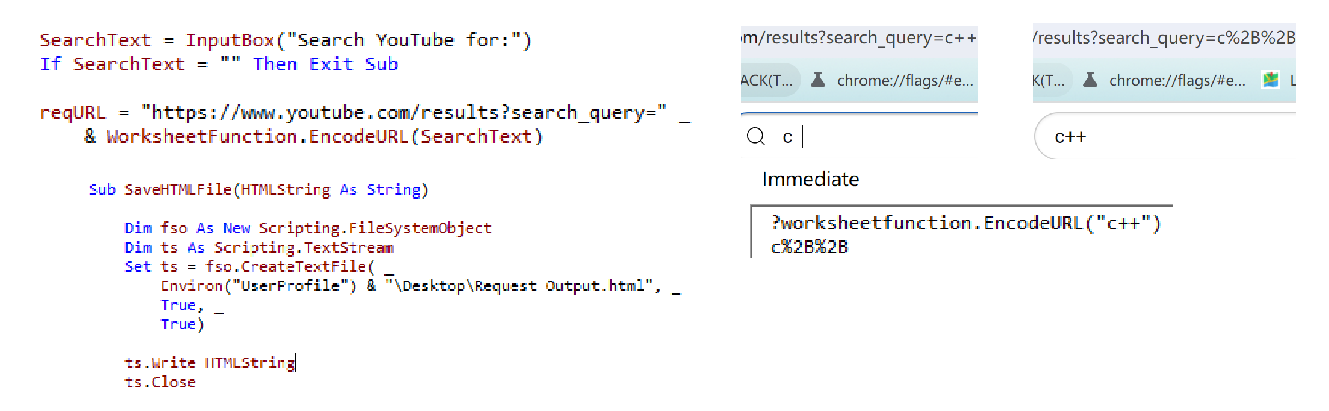 SearchText = InputBox("Search YouTube for:")
If SearchText = "" Then Exit Sub
reqURL = "https://www.youtube.com/results?search_query=" _
& WorksheetFunction.EncodeURL(SearchText)
Sub SaveHTMLFile(HTMLString As String)
Dim fso As New Scripting.FileSystemObject
Dim ts As Scripting.TextStream
Set ts = fso.CreateTextFile( _
Environ("UserProfile") & "\Desktop\Request Output.html", _
True, _
True)
ts.Write HTMLString
ts.Close
om/results?search_query=c++
ACK(T... chrome://flags/#e...
c
/results?search_query=c%2B%2B
K(T... chrome://flags/#e... L
c++
Immediate
?worksheetfunction.EncodeURL("c++")
c%2B%2B